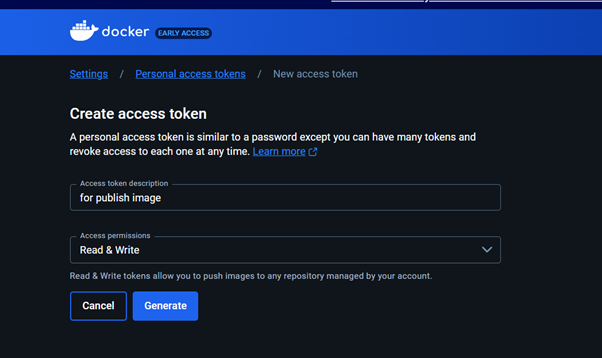 docker EARLY ACCESS
Settings / Personal access tokens / New access token
Create access token
A personal access token is similar to a password except you can have many tokens and
revoke access to each one at any time. Learn more
Access token description
for publish image
Access permissions
Read & Write
Read & Write tokens allow you to push images to any repository managed by your account.
Cancel Generate